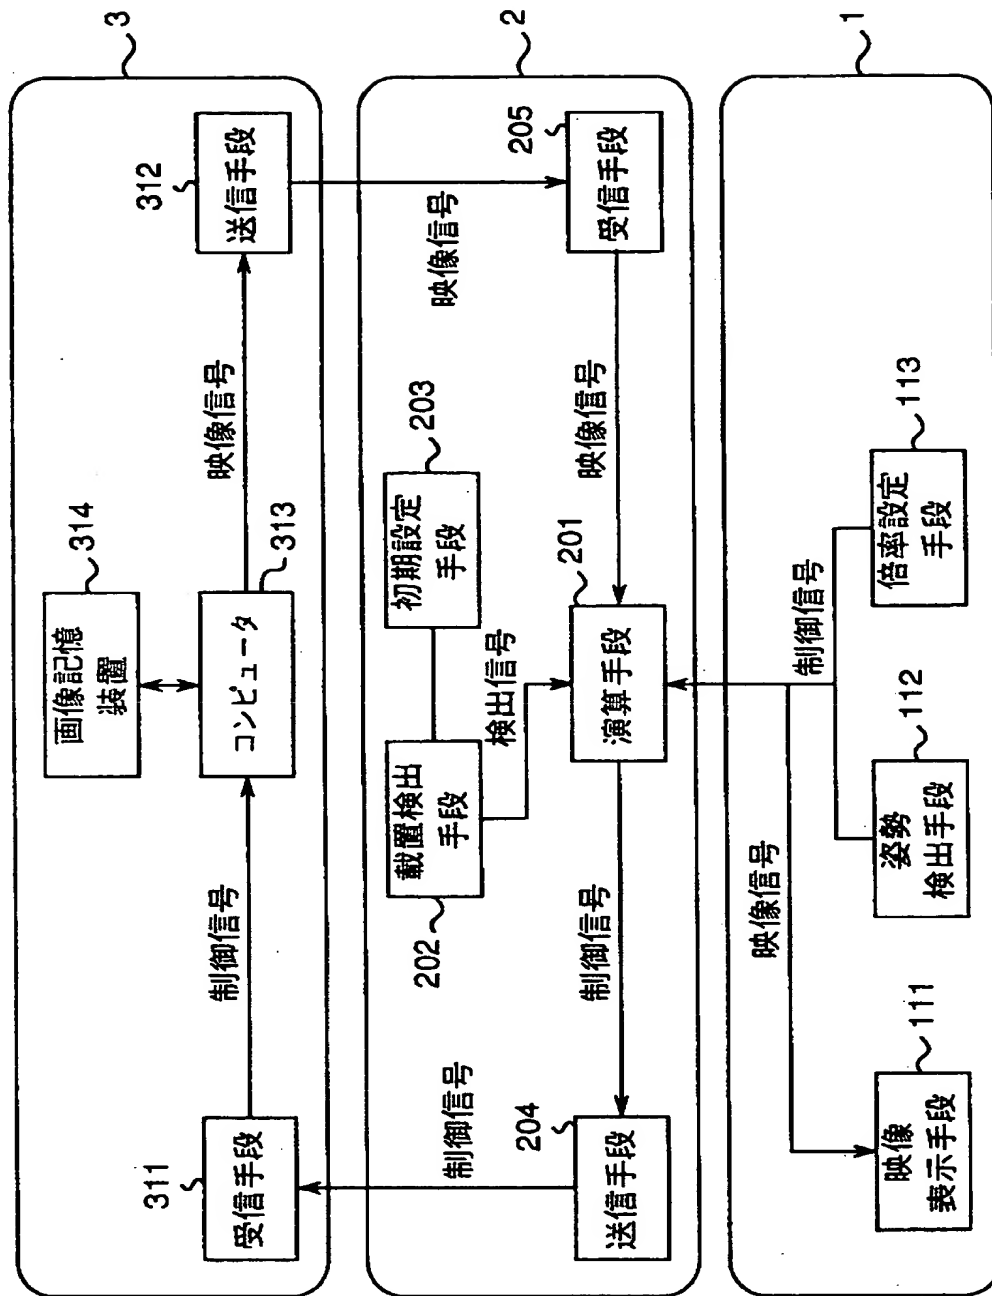 3
312
送信手段
映像信号
314
画像記憶
装置
313
コンピュータ
制御信号
311
受信手段
映像信号
制御信号
2
205
受信手段
映像信号
203
初期設定
手段
201
演算手段
検出信号
載置検出
手段
202
制御信号
204
送信手段
1
113
倍率設定
手段
制御信号
112
姿勢
検出手段
映像信号
111
映像
表示手段